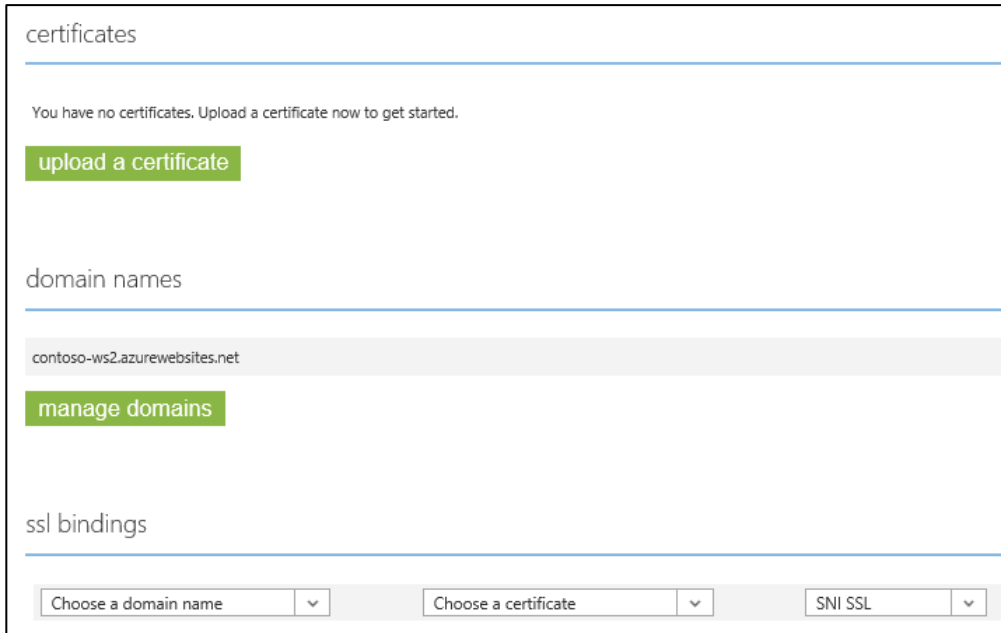 certificates
You have no certificates. Upload a certificate now to get started.
upload a certificate
domain names
contoso-ws2.azurewebsites.net
manage domains
ssl bindings
Choose a domain name Choose a certificate SNI SSL